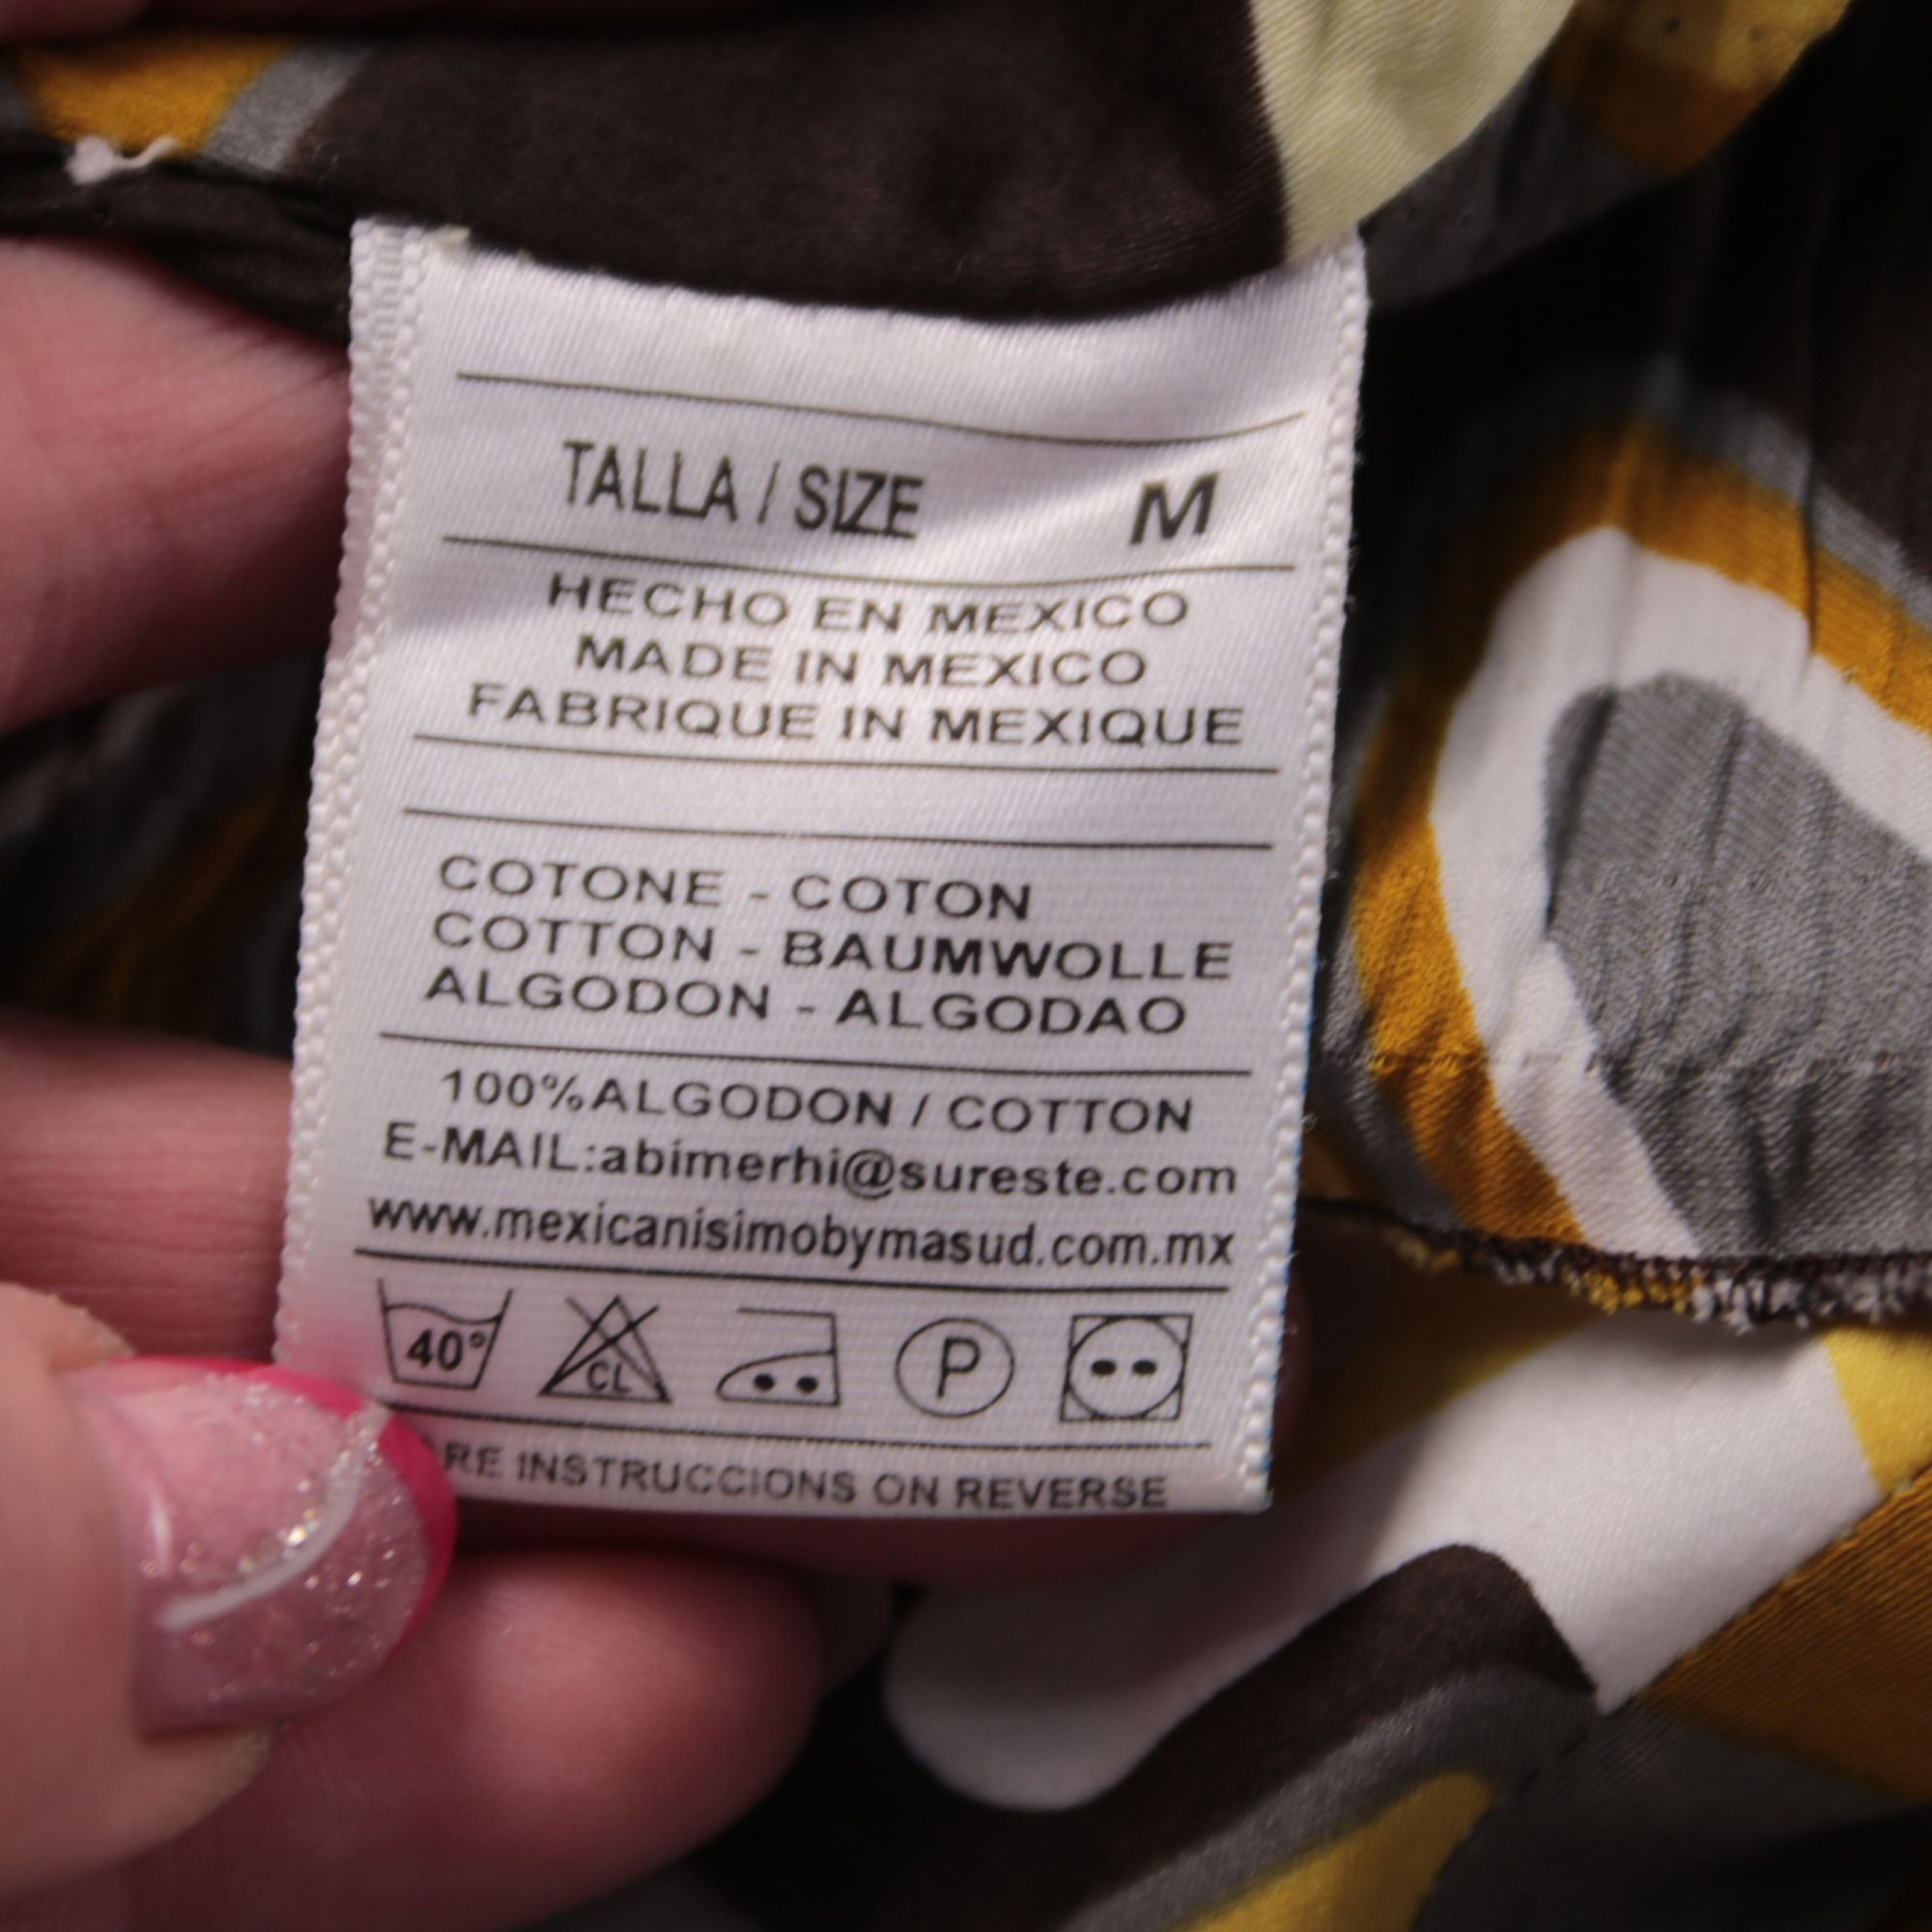 TALLA / SIZE M
HECHO EN MEXICO
MADE IN MEXICO
FABRIQUE IN MEXIQUE
COTONE - COTON
COTTON - BAUMWOLLE
ALGODON - ALGODAO
100%ALGODON / COTTON
E-MAIL:abimerhi@sureste.com
www.mexicanisimobymasud.com.mx
40° CL P
RE INSTRUCCIONS ON REVERSE